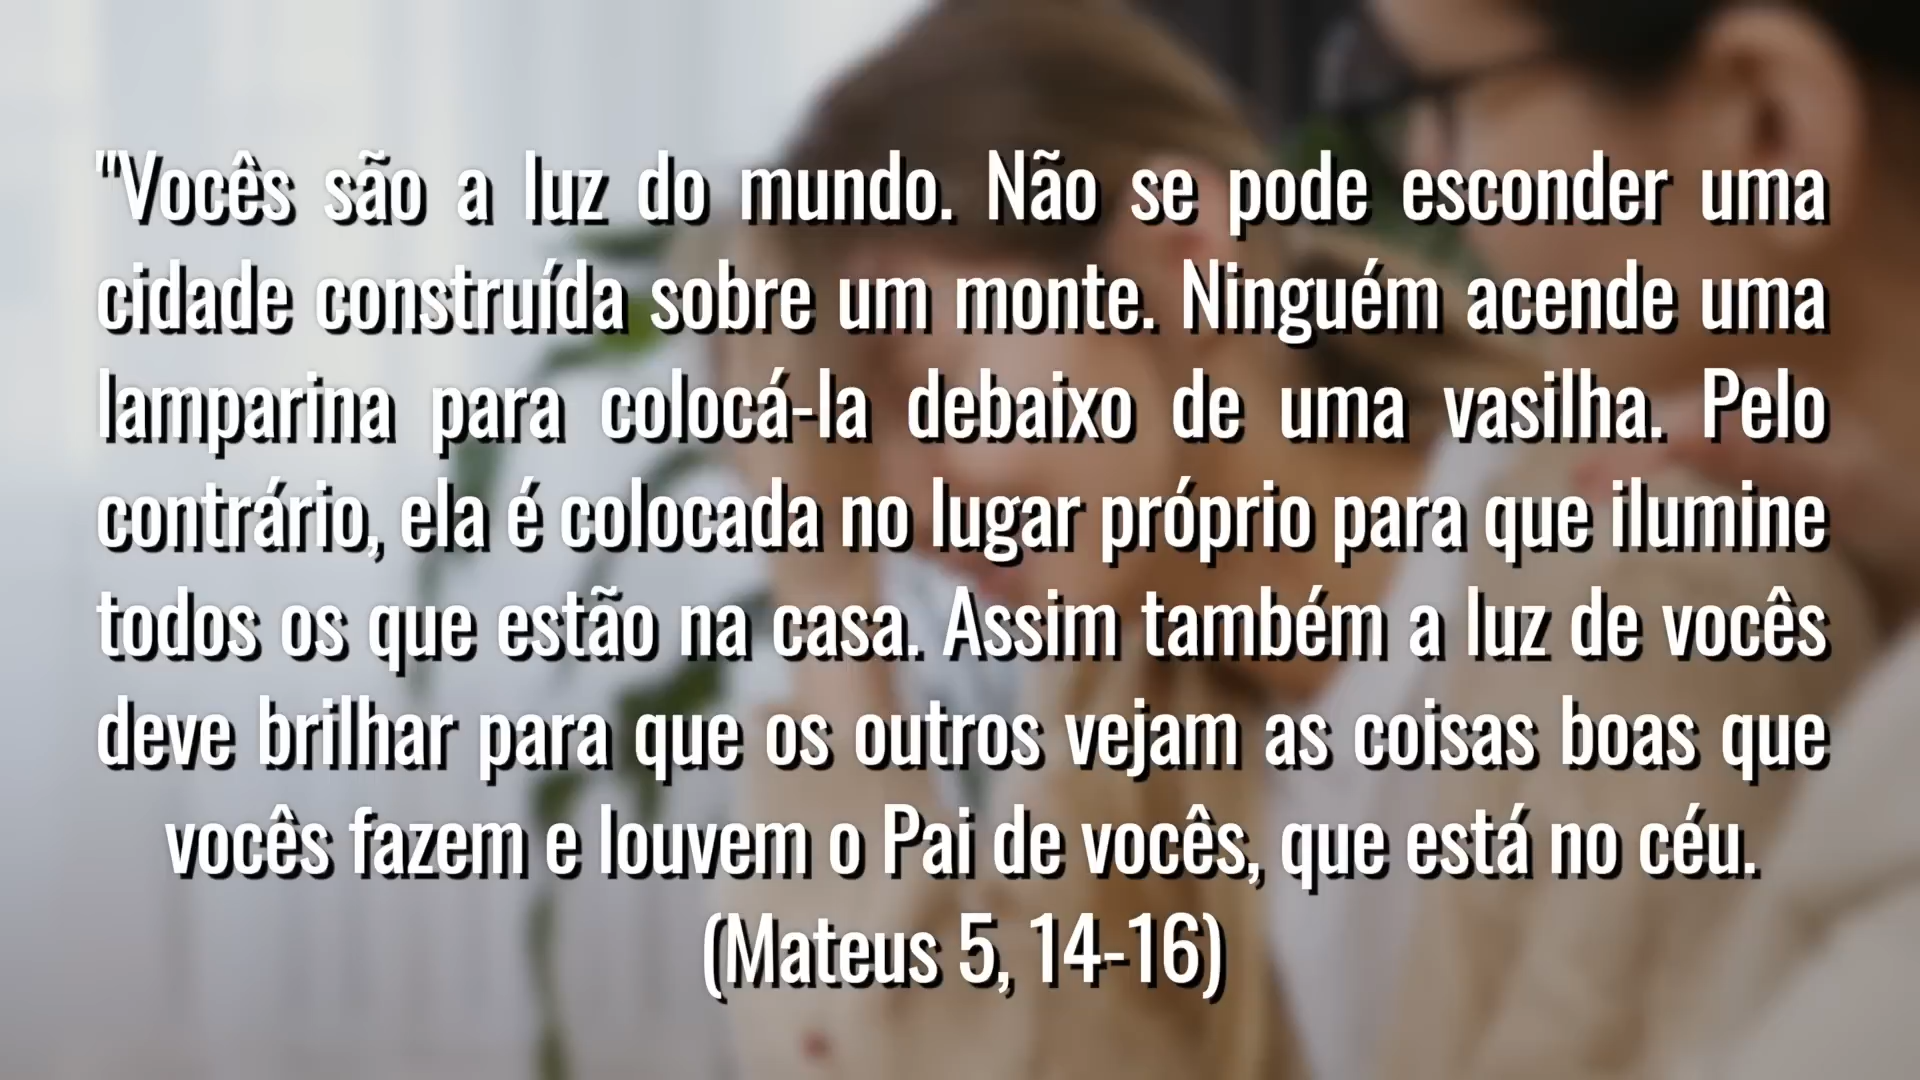 "Vocês são a luz do mundo. Não se pode esconder uma
cidade construída sobre um monte. Ninguém acende uma
lamparina para colocá-la debaixo de uma vasilha. Pelo
contrário, ela é colocada no lugar próprio para que ilumine
todos os que estão na casa. Assim também a luz de vocês
deve brilhar para que os outros vejam as coisas boas que
vocês fazem e louvem o Pai de vocês, que está no céu.
(Mateus 5, 14-16)